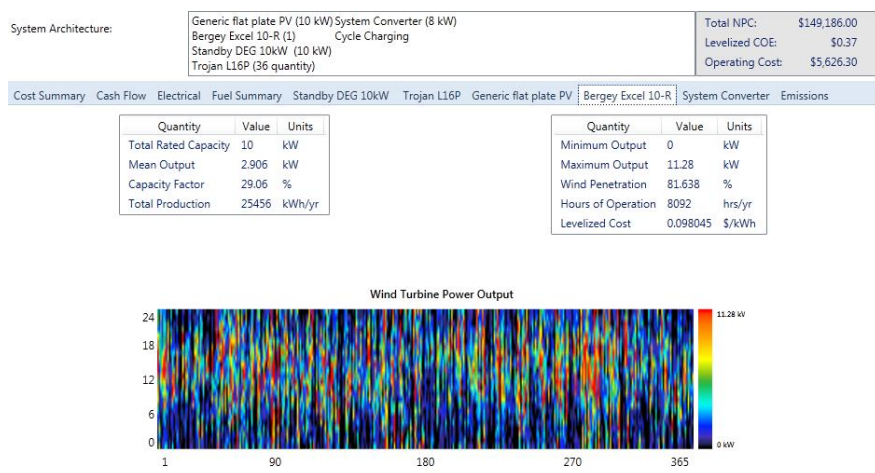 System Architecture:
Generic flat plate PV (10 kW) System Converter (8 kW)
Bergey Excel 10-R (1) Cycle Charging
Standby DEG 10kW (10 kW)
Trojan L16P (36 quantity)
Total NPC: $149,186.00
Levelized COE: $0.37
Operating Cost: $5,626.30
Cost Summary Cash Flow Electrical Fuel Summary Standby DEG 10kW Trojan L16P Generic flat plate PV Bergey Excel 10-R System Converter Emissions
Quantity Value Units
Total Rated Capacity 10 kW
Mean Output 2.906 kW
Capacity Factor 29.06 %
Total Production 25456 kWh/yr
Quantity Value Units
Minimum Output 0 kW
Maximum Output 11.28 kW
Wind Penetration 81.638 %
Hours of Operation 8092 hrs/yr
Levelized Cost 0.098045 $/kWh
Wind Turbine Power Output
24
18
12
6
0
1 90 180 270 365
11.28 kW
0 kW